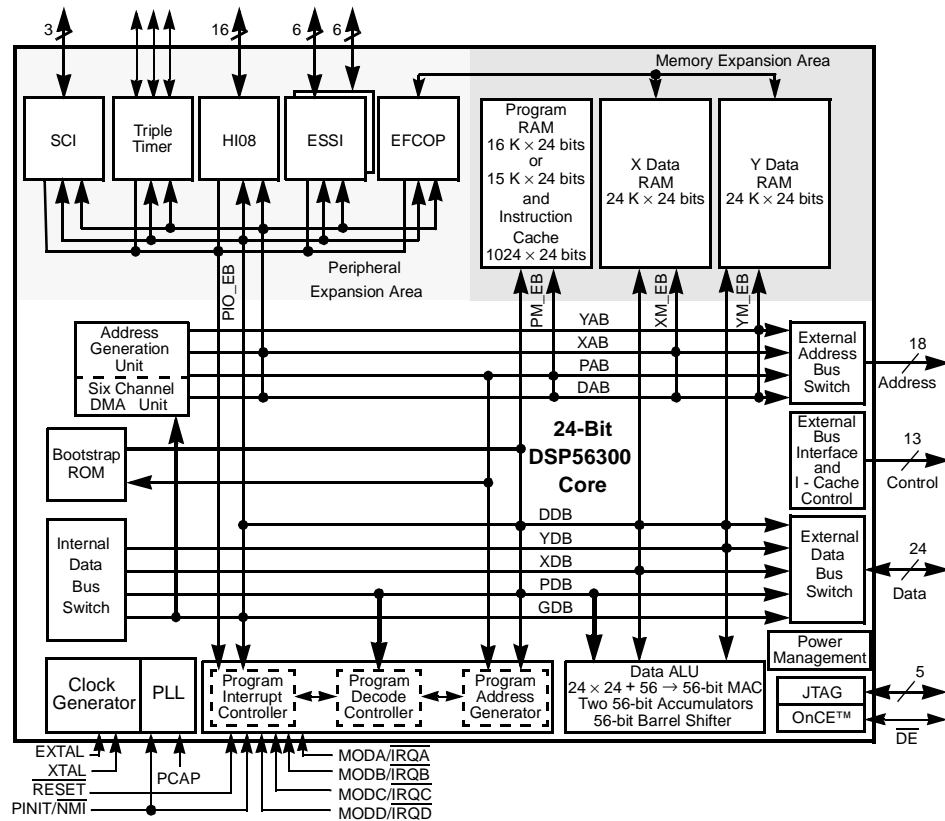 3
16
6
6
Memory Expansion Area
SCI
Triple
Timer
HI08
ESSI
EFCOP
Program
RAM
16 K × 24 bits
or
15 K × 24 bits
and
Instruction
Cache
1024 × 24 bits
X Data
RAM
24 K × 24 bits
Y Data
RAM
24 K × 24 bits
Peripheral
Expansion Area
PIO_EB
PM_EB
XM_EB
YM_EB
Address
Generation
Unit
Six Channel
DMA Unit
YAB
XAB
PAB
DAB
External
Address
Bus
Switch
18
Address
Bootstrap
ROM
24-Bit
DSP56300
Core
External
Bus
Interface
and
I - Cache
Control
13
Control
Internal
Data
Bus
Switch
DDB
YDB
XDB
PDB
GDB
External
Data
Bus
Switch
24
Data
Power
Management
Clock
Generator
PLL
Program
Interrupt
Controller
Program
Decode
Controller
Program
Address
Generator
Data ALU
24 × 24 + 56 → 56-bit MAC
Two 56-bit Accumulators
56-bit Barrel Shifter
JTAG
OnCE™
5
DE
EXTAL
XTAL
RESET
PINIT/NMI
PCAP
MODA/IRQA
MODB/IRQB
MODC/IRQC
MODD/IRQD